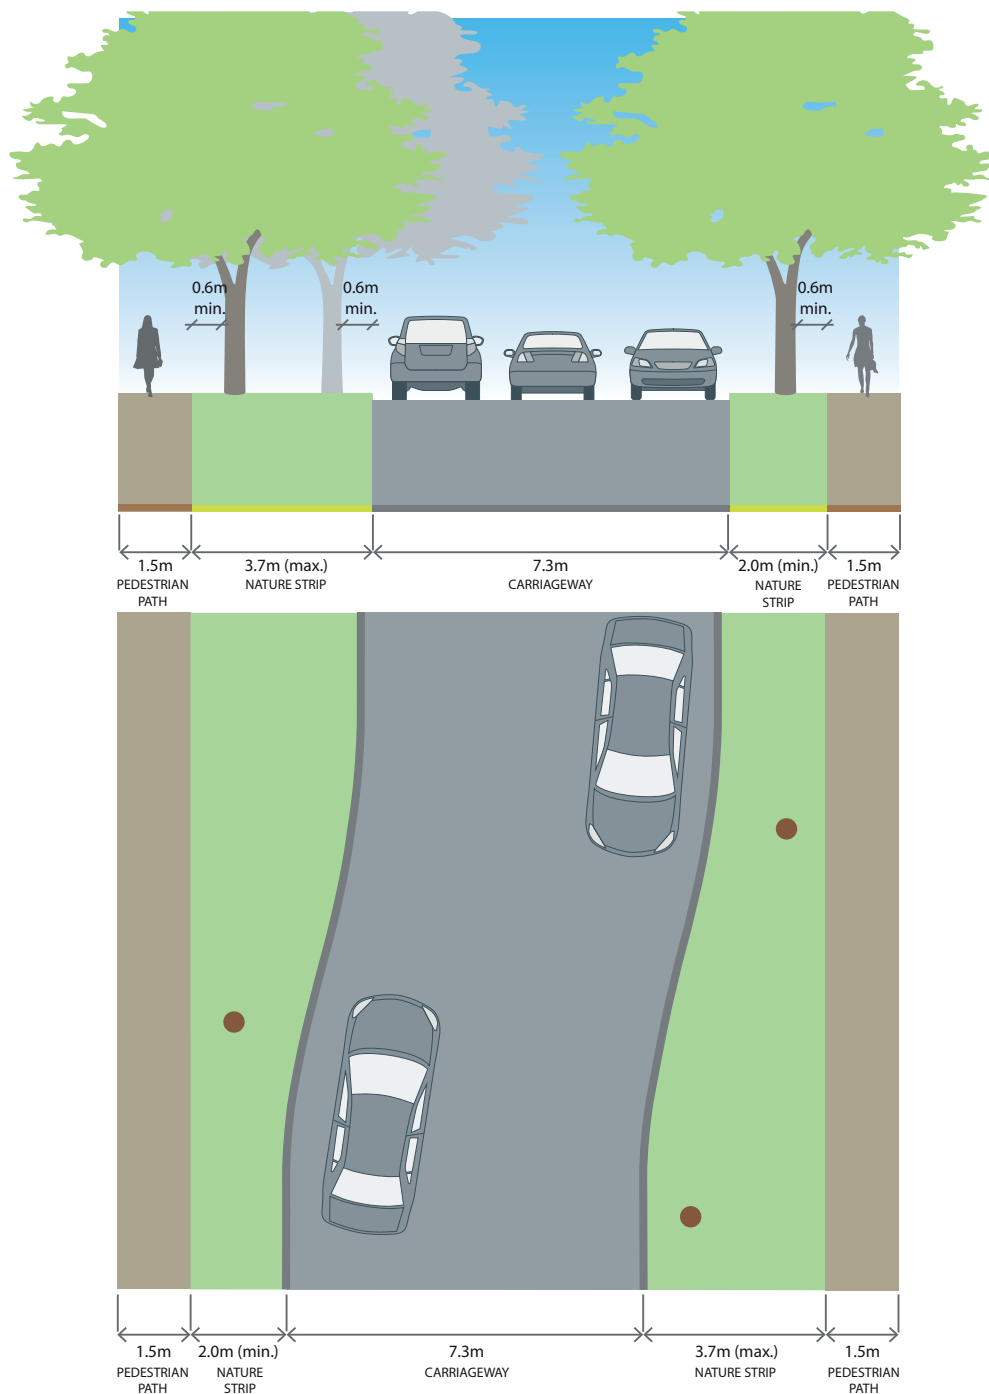 0.6m
min.
0.6m
min.
0.6m
min.
1.5m
PEDESTRIAN
PATH
3.7m (max.)
NATURE STRIP
7.3m
CARRIAGEWAY
2.0m (min.)
NATURE
STRIP
1.5m
PEDESTRIAN
PATH
1.5m
PEDESTRIAN
PATH
2.0m (min.)
NATURE
STRIP
7.3m
CARRIAGEWAY
3.7m (max.)
NATURE STRIP
1.5m
PEDESTRIAN
PATH